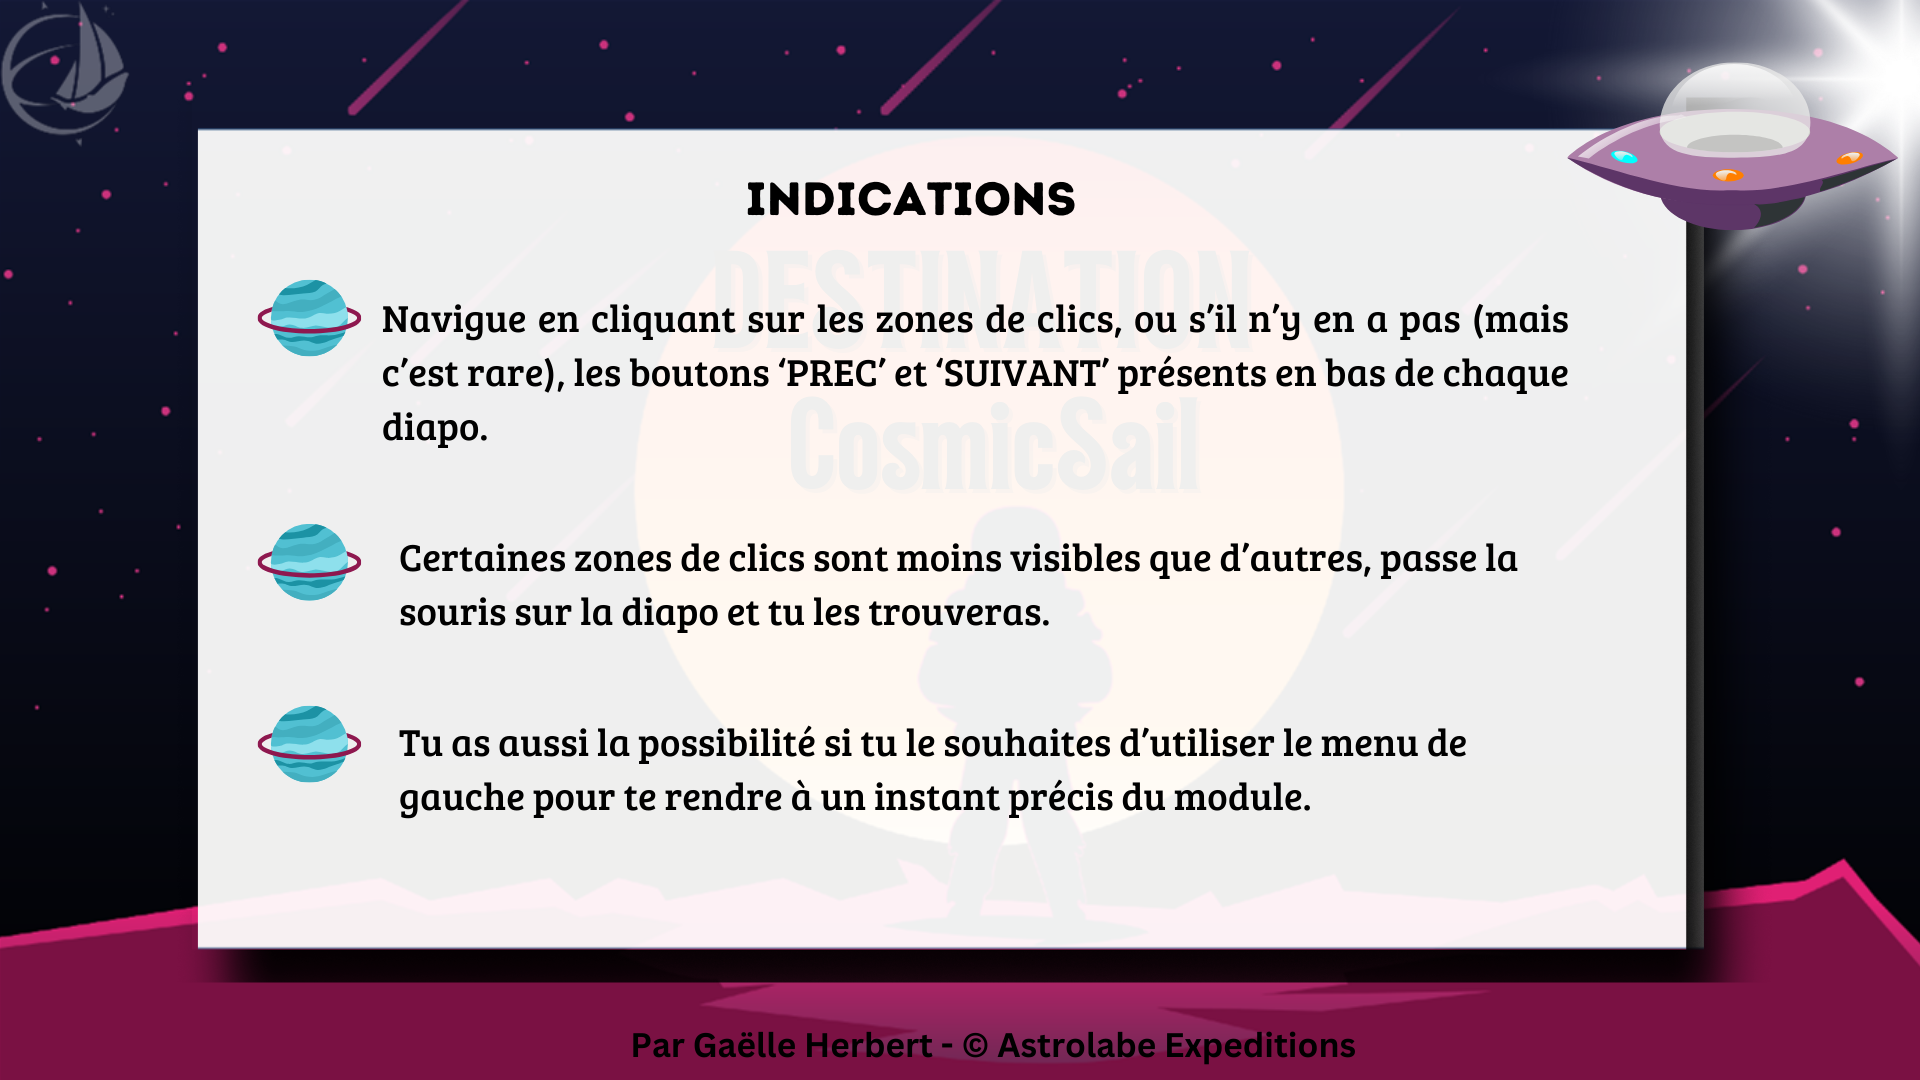 INDICATIONS
DESTINATION
CosmicSail
Navigue en cliquant sur les zones de clics, ou s’il n’y en a pas (mais
c’est rare), les boutons ‘PREC’ et ‘SUIVANT’ présents en bas de chaque
diapo.
Certaines zones de clics sont moins visibles que d’autres, passe la
souris sur la diapo et tu les trouveras.
Tu as aussi la possibilité si tu le souhaites d’utiliser le menu de
gauche pour te rendre à un instant précis du module.
Par Gaëlle Herbert - © Astrolabe Expeditions